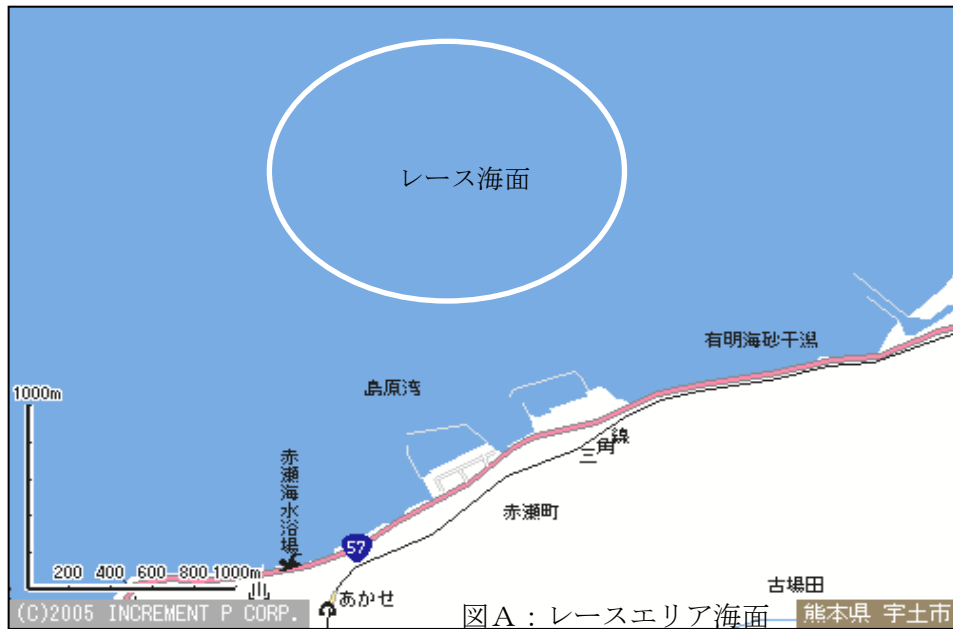 レース海面
有明海砂干潟
島原湾
1000m
三角線
赤瀬海水浴場
赤瀬町
57
200 400 600 800 1000m
古場田
あかせ
(C)2005 INCREMENT P CORP.
図A：レースエリア海面
熊本県 宇土市